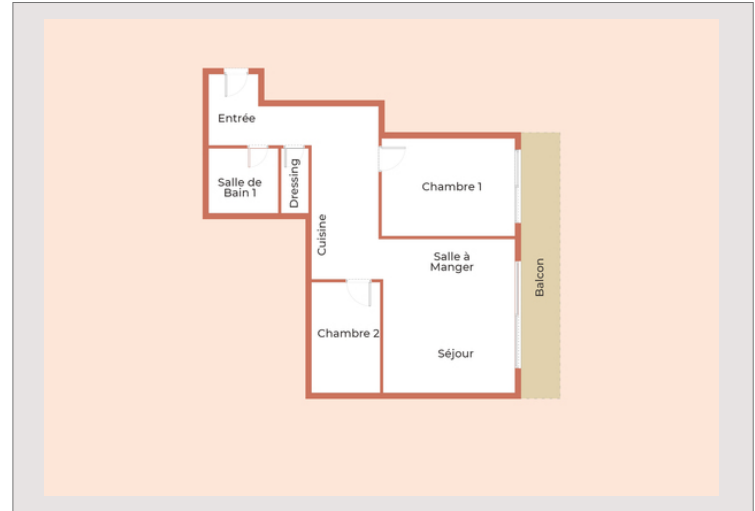 Entrée
Salle de
Bain 1
Dressing
Chambre 1
Cuisine
Salle à
Manger
Balcon
Chambre 2
Séjour